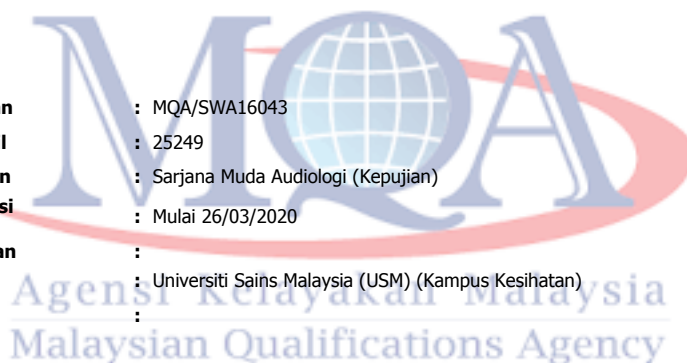 MQA
an : MQA/SWA16043
l : 25249
n : Sarjana Muda Audiologi (Kepujian)
si : Mulai 26/03/2020
an :
: Universiti Sains Malaysia (USM) (Kampus Kesihatan)
:
Agensi Kelayakan Malaysia
Malaysian Qualifications Agency